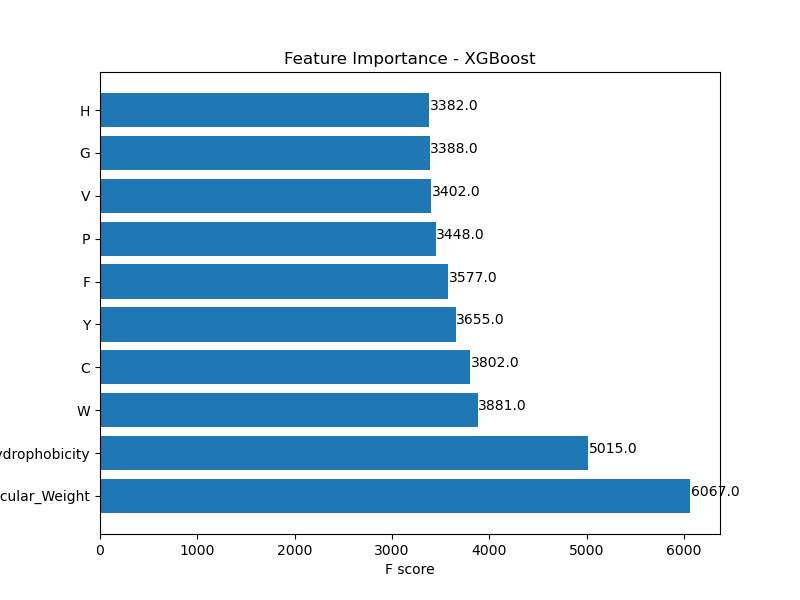 Feature Importance - XGBoost
H 3382.0
G 3388.0
V 3402.0
P 3448.0
F 3577.0
Y 3655.0
C 3802.0
W 3881.0
ydrophobicity 5015.0
cular_Weight 6067.0
0 1000 2000 3000 4000 5000 6000
F score